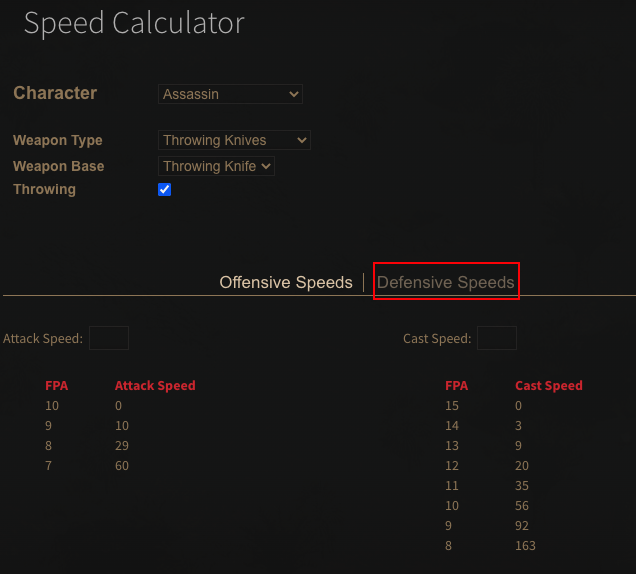 Speed Calculator
Character Assassin
Weapon Type Throwing Knives
Weapon Base Throwing Knife
Throwing
Offensive Speeds Defensive Speeds
Attack Speed: Cast Speed:
FPA Attack Speed FPA Cast Speed
10 0 15 0
9 10 14 3
8 29 13 9
7 60 12 20
11 35
10 56
9 92
8 163